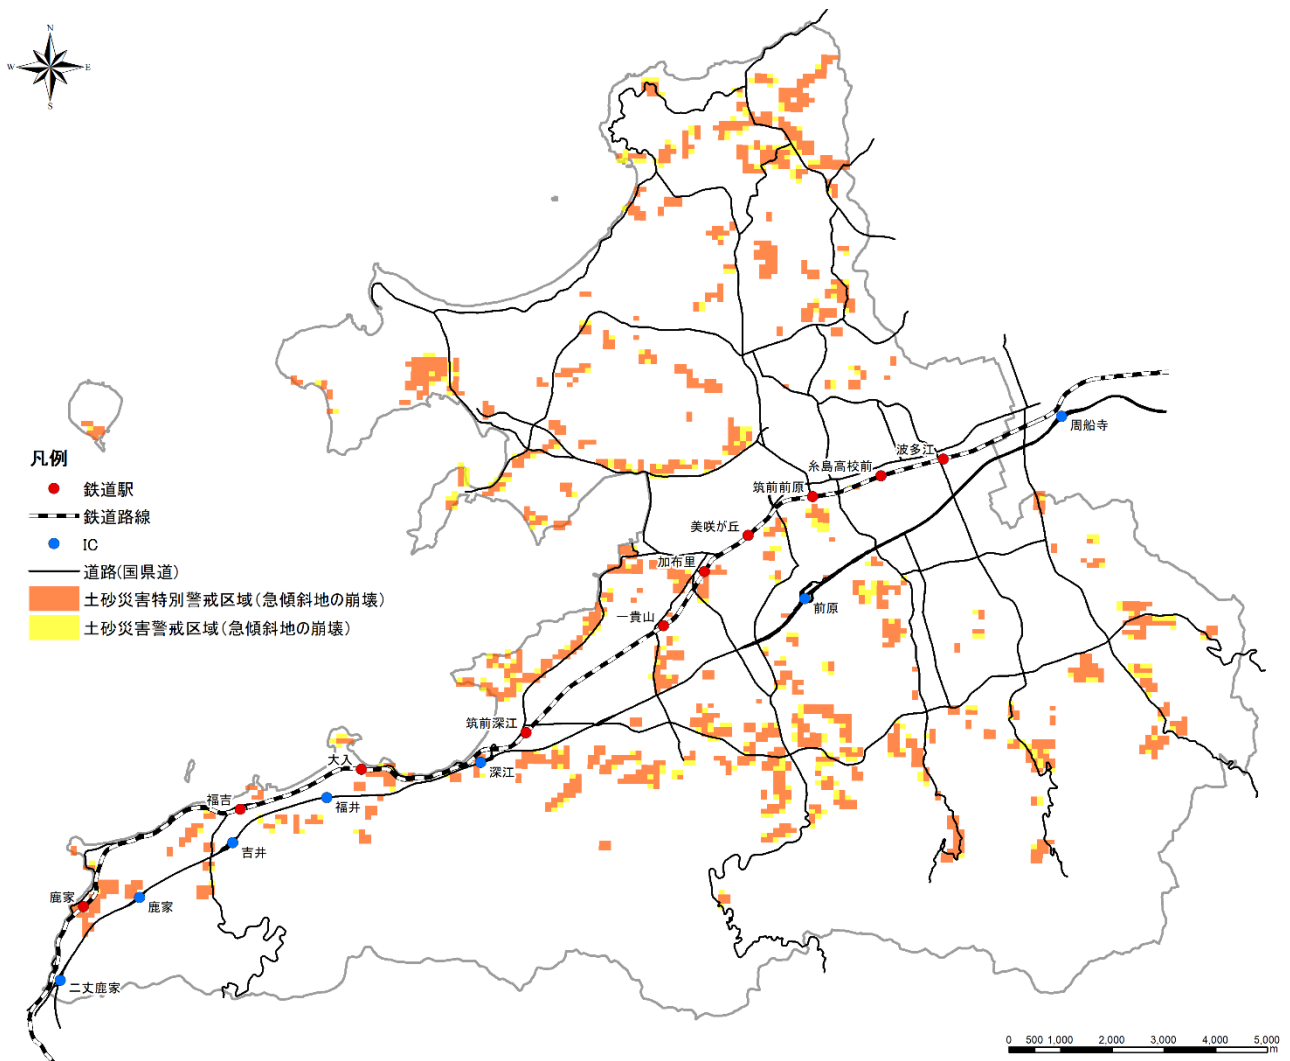 N
W
E
S
凡例
鉄道駅
鉄道路線
IC
道路(国県道)
土砂災害特別警戒区域(急傾斜地の崩壊)
土砂災害警戒区域(急傾斜地の崩壊)
周船寺
波多江
糸島高校前
筑前前原
美咲が丘
加布里
前原
一貴山
筑前深江
深江
大入
福井
福吉
吉井
鹿家
鹿家
二丈鹿家
0 500 1,000 2,000 3,000 4,000 5,000
m